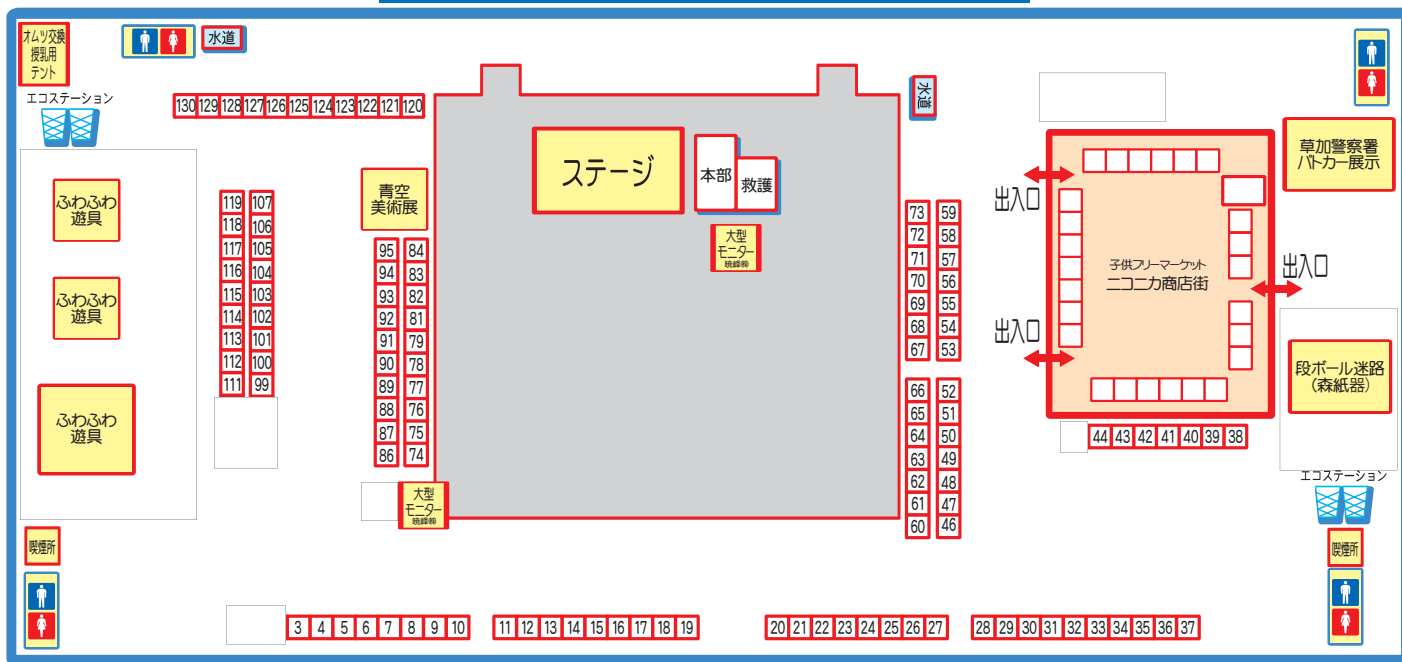 オムツ交換
授乳用
テント
水道
エコステーション
130 129 128 127 126 125 124 123 122 121 120
水道
ステージ
本部
救護
大型
モニター
暁峰㈱
青空
美術展
草加警察署
パトカー展示
ふわふわ
遊具
ふわふわ
遊具
ふわふわ
遊具
119 107
118 106
117 105
116 104
115 103
114 102
113 101
112 100
111 99
95 84
94 83
93 82
92 81
91 79
90 78
89 77
88 76
87 75
86 74
大型
モニター
暁峰㈱
73 59
72 58
71 57
70 56
69 55
68 54
67 53
66 52
65 51
64 50
63 49
62 48
61 47
60 46
出入口
出入口
出入口
子供フリーマーケット
ニコニカ商店街
段ボール迷路
（森紙器）
44 43 42 41 40 39 38
エコステーション
喫煙所
喫煙所
3 4 5 6 7 8 9 10
11 12 13 14 15 16 17 18 19
20 21 22 23 24 25 26 27
28 29 30 31 32 33 34 35 36 37